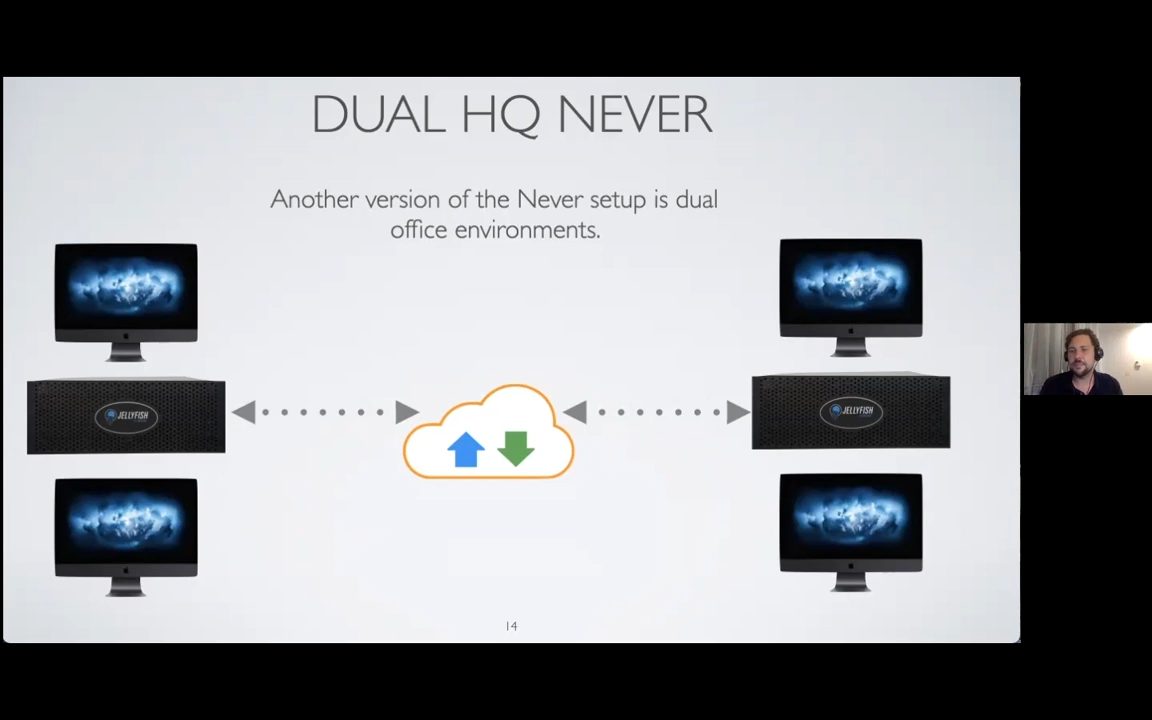 DUAL HQ NEVER
Another version of the Never setup is dual
office environments.
JELLYFISH
JELLYFISH
14